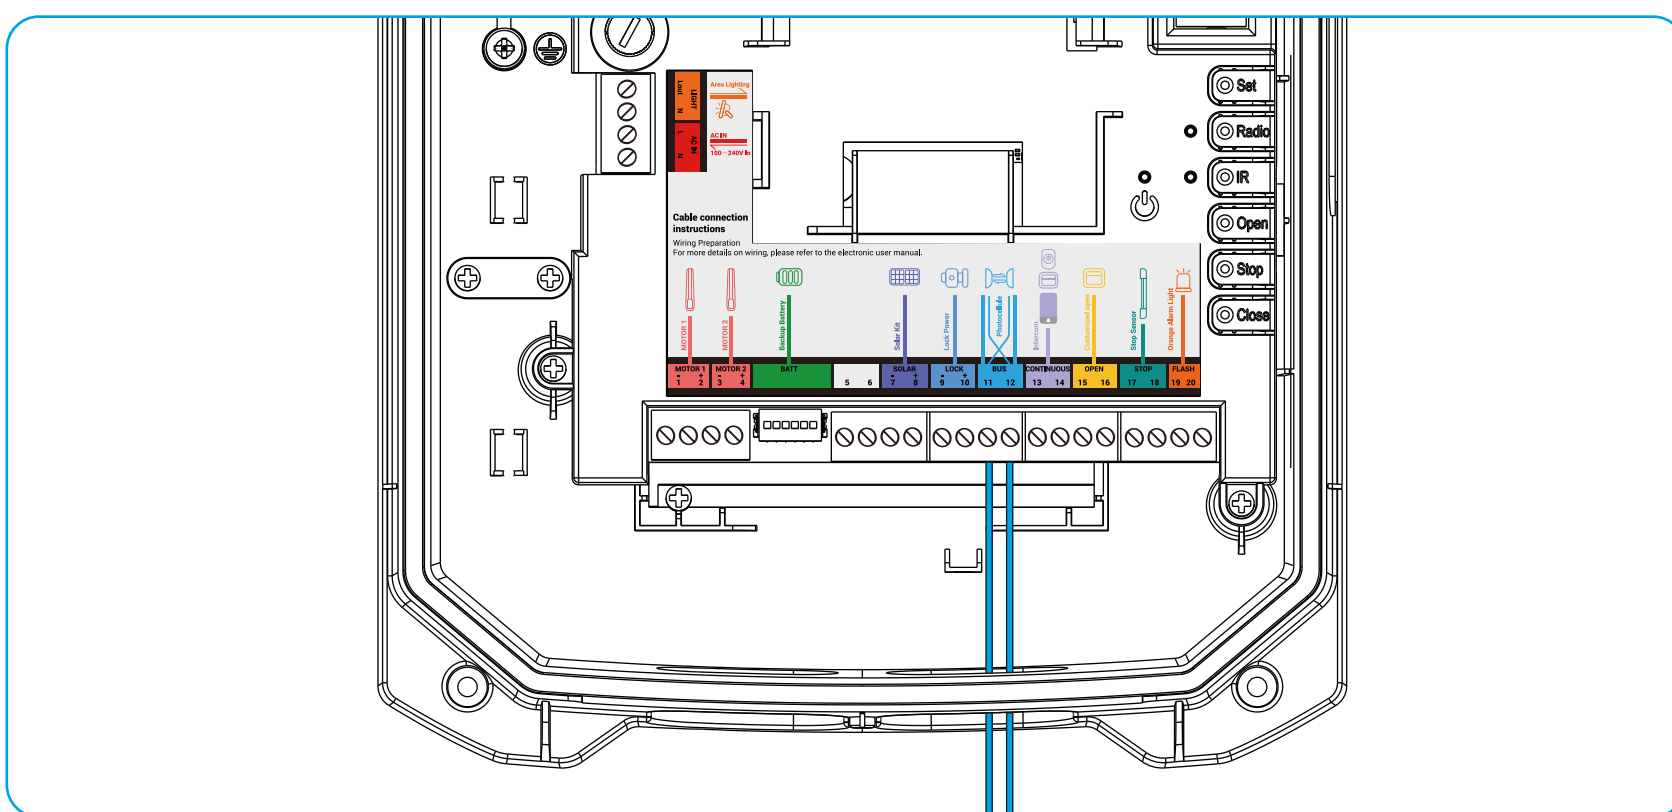 Set
Radio
IR
Open
Stop
Close
LIGHT
Lout N
Area Lighting
AC IN
L N
AC IN
100~240V In
Cable connection
instructions
Wiring Preparation
For more details on wiring, please refer to the electronic user manual.
MOTOR 1
MOTOR 2
Backup Battery
Solar Kit
Lock Power
Photocellule
Intercom
Customized open
Stop Sensor
Orange Alarm Light
MOTOR 1 MOTOR 2 BATT SOLAR LOCK BUS CONTINUOUS OPEN STOP FLASH
- + - + - + - +
1 2 3 4 5 6 7 8 9 10 11 12 13 14 15 16 17 18 19 20